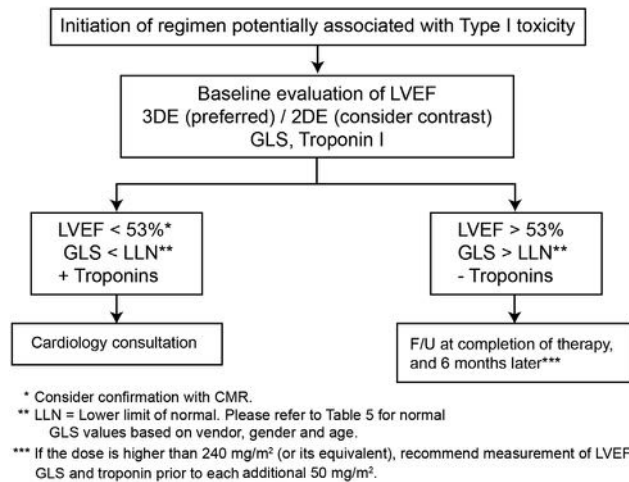 Initiation of regimen potentially associated with Type I toxicity
Baseline evaluation of LVEF
3DE (preferred) / 2DE (consider contrast)
GLS, Troponin I
LVEF < 53%*
GLS < LLN**
+ Troponins
LVEF > 53%
GLS > LLN**
- Troponins
Cardiology consultation
F/U at completion of therapy,
and 6 months later***
* Consider confirmation with CMR.
** LLN = Lower limit of normal. Please refer to Table 5 for normal
GLS values based on vendor, gender and age.
*** If the dose is higher than 240 mg/m² (or its equivalent), recommend measurement of LVEF,
GLS and troponin prior to each additional 50 mg/m².